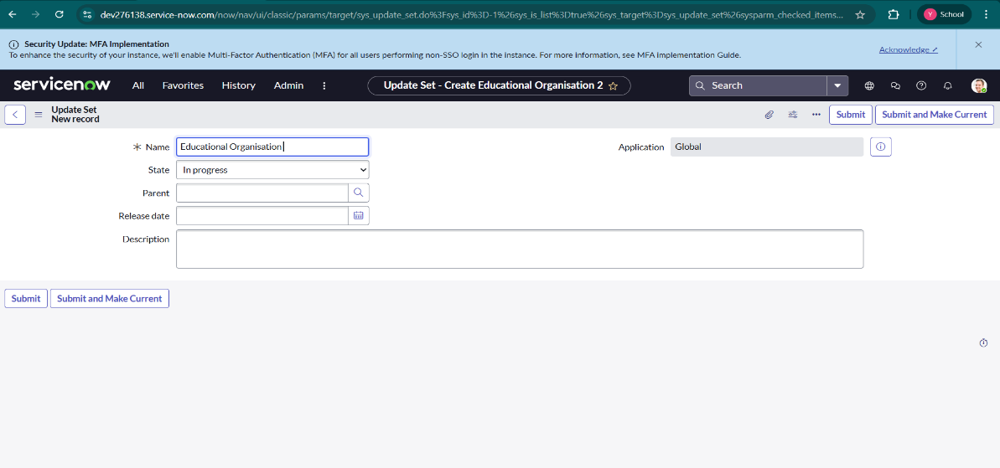 dev276138.service-now.com/now/nav/ui/classic/params/target/sys_update_set.do%3Fsys_id%3D-1%26sys_is_list%3Dtrue%26sys_target%3Dsys_update_set%26sysparm_checked_items...
Y School
Security Update: MFA Implementation
To enhance the security of your instance, we'll enable Multi-Factor Authentication (MFA) for all users performing non-SSO login in the instance. For more information, see MFA implementation Guide.
Acknowledge
servicenow All Favorites History Admin Update Set - Create Educational Organisation 2 Search
Update Set
New record
Submit Submit and Make Current
Name Educational Organisation Application Global
State In progress
Parent
Release date
Description
Submit Submit and Make Current